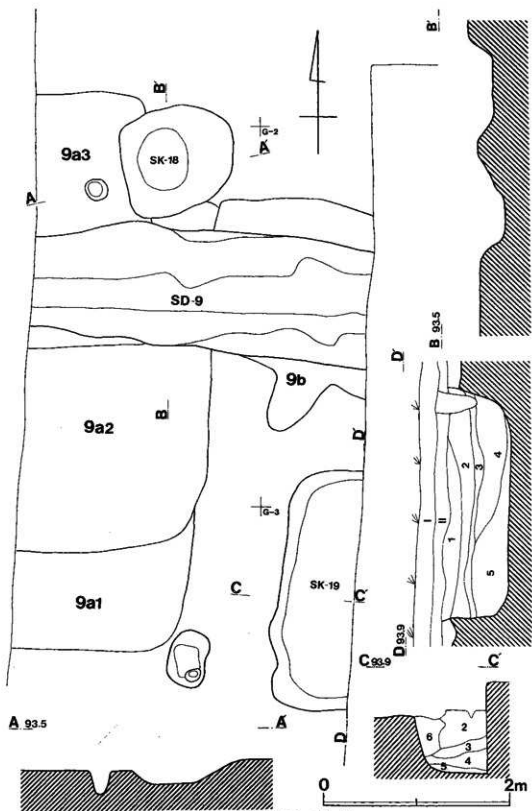 B´
B´
G-2
9a3
SK-18
A´
A
SD-9
B 93.5
D´
9b
9a2
B
D´
I
II
1
2
3
4
5
G-3
C
SK-19
C´
9a1
D 93.9
C 93.9
C´
A 93.5
A´
D
6
2
3
4
5
0
2m